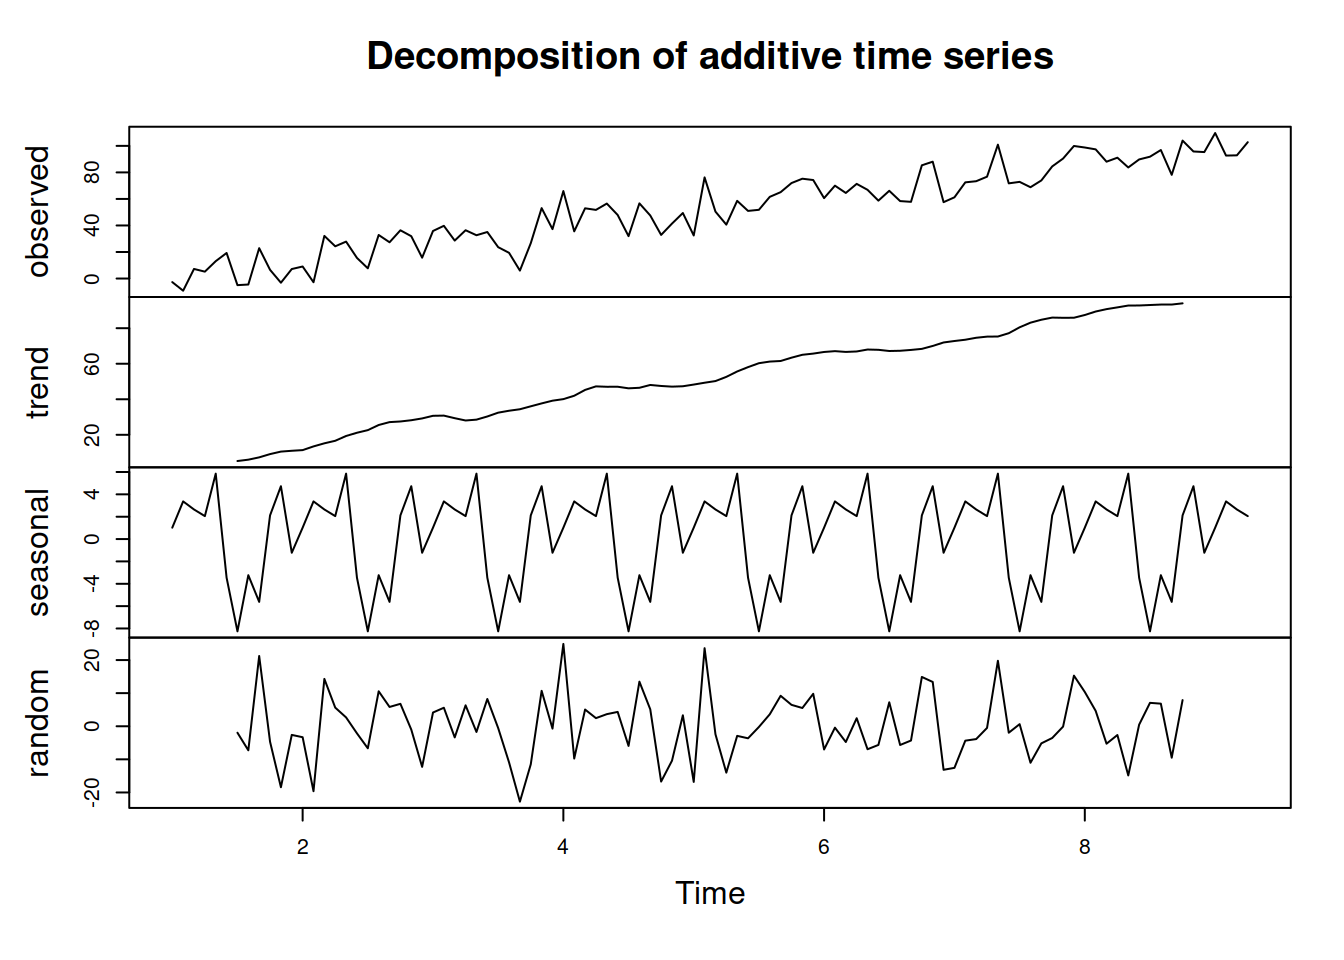 Decomposition of additive time series
observed
0 40 80
trend
20 60
seasonal
-8 -4 0 4
random
-20 0 20
2 4 6 8
Time